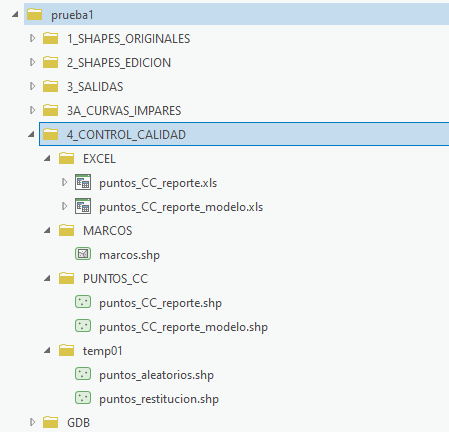 prueba1
1_SHAPES_ORIGINALES
2_SHAPES_EDICION
3_SALIDAS
3A_CURVAS_IMPARES
4_CONTROL_CALIDAD
EXCEL
puntos_CC_reporte.xls
puntos_CC_reporte_modelo.xls
MARCOS
marcos.shp
PUNTOS_CC
puntos_CC_reporte.shp
puntos_CC_reporte_modelo.shp
temp01
puntos_aleatorios.shp
puntos_restitucion.shp
GDB